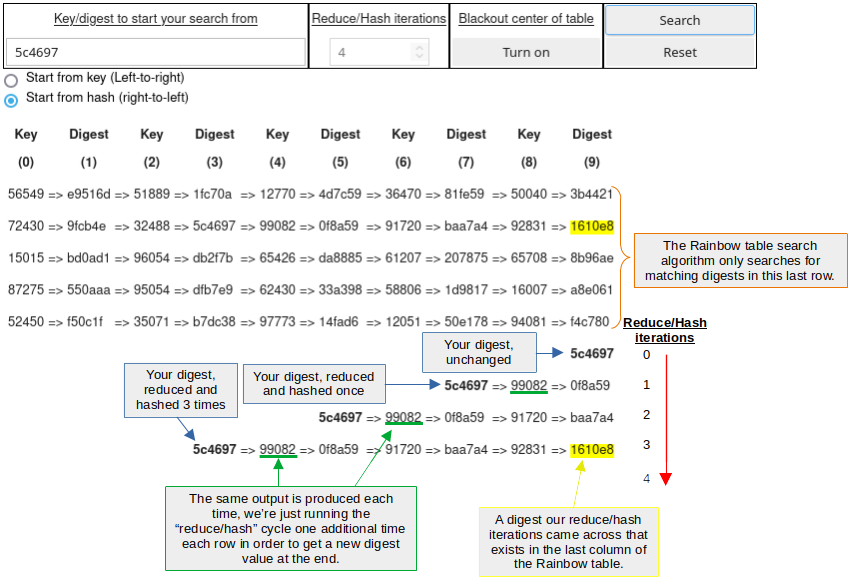 Key/digest to start your search from
Reduce/Hash iterations
Blackout center of table
Search
5c4697
4
Turn on
Reset
Start from key (Left-to-right)
Start from hash (right-to-left)
Key Digest Key Digest Key Digest Key Digest Key Digest
(0) (1) (2) (3) (4) (5) (6) (7) (8) (9)
56549 => e9516d => 51889 => 1fc70a => 12770 => 4d7c59 => 36470 => 81fe59 => 50040 => 3b4421
72430 => 9fcb4e => 32488 => 5c4697 => 99082 => 0f8a59 => 91720 => baa7a4 => 92831 => 1610e8
15015 => bd0ad1 => 96054 => db2f7b => 65426 => da8885 => 61207 => 207875 => 65708 => 8b96ae
87275 => 550aaa => 95054 => dfb7e9 => 62430 => 33a398 => 58806 => 1d9817 => 16007 => a8e061
52450 => f50c1f => 35071 => b7dc38 => 97773 => 14fad6 => 12051 => 50e178 => 94081 => f4c780
The Rainbow table search
algorithm only searches for
matching digests in this last row.
Reduce/Hash
iterations
Your digest,
unchanged
5c4697
0
Your digest, reduced
and hashed once
5c4697 => 99082 => 0f8a59
1
Your digest,
reduced and
hashed 3 times
5c4697 => 99082 => 0f8a59 => 91720 => baa7a4
2
5c4697 => 99082 => 0f8a59 => 91720 => baa7a4 => 92831 => 1610e8
3
4
The same output is produced each
time, we’re just running the
“reduce/hash” cycle one additional time
each row in order to get a new digest
value at the end.
A digest our reduce/hash
iterations came across that
exists in the last column of
the Rainbow table.